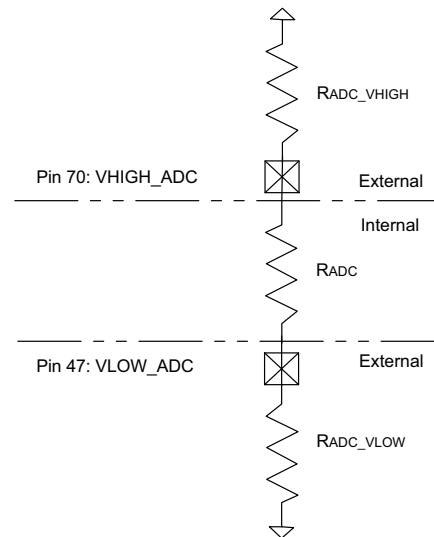 RADC_VHIGH
Pin 70: VHIGH_ADC
External
Internal
RADC
Pin 47: VLOW_ADC
External
RADC_VLOW